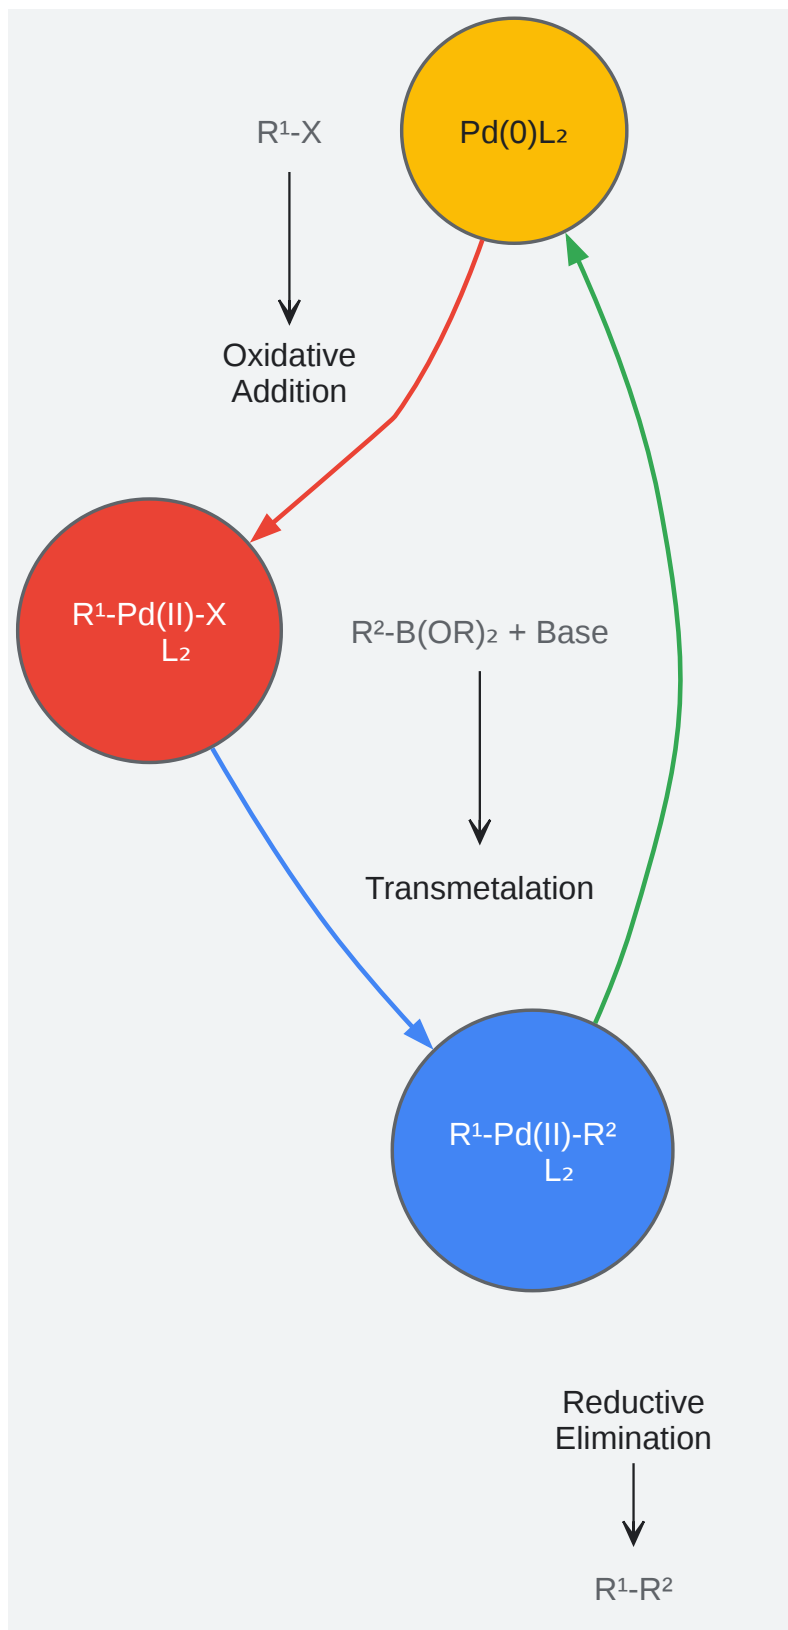 Pd(0)L₂
R¹-X
Oxidative
Addition
R¹-Pd(II)-X
L₂
R²-B(OR)₂ + Base
Transmetalation
R¹-Pd(II)-R²
L₂
Reductive
Elimination
R¹-R²